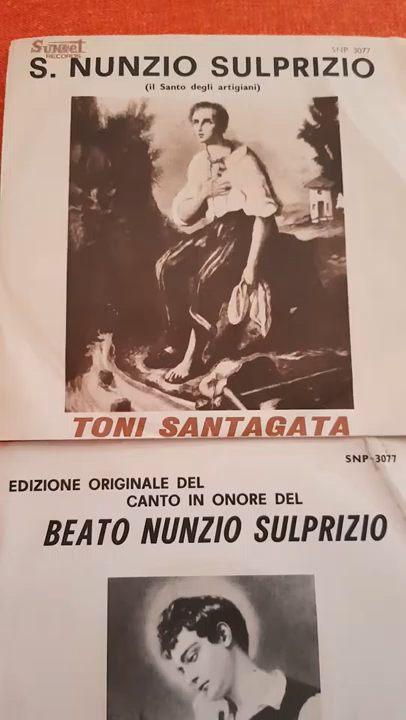 Sunset
RECORDS
SNP 3077
S. NUNZIO SULPRIZIO
(il Santo degli artigiani)
TONI SANTAGATA
SNP-3077
EDIZIONE ORIGINALE DEL
CANTO IN ONORE DEL
BEATO NUNZIO SULPRIZIO